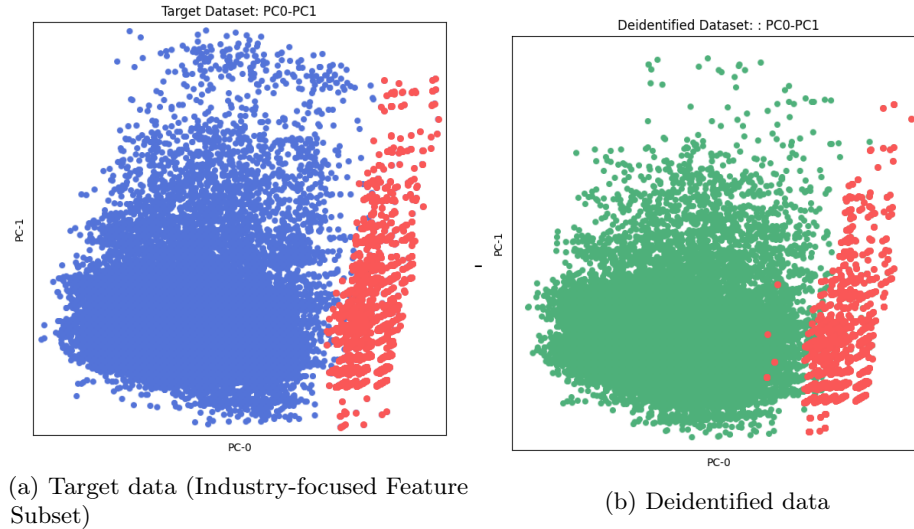 Target Dataset: PC0-PC1
PC-1
PC-0
(a) Target data (Industry-focused Feature
Subset)
Deidentified Dataset: : PC0-PC1
PC-1
PC-0
(b) Deidentified data